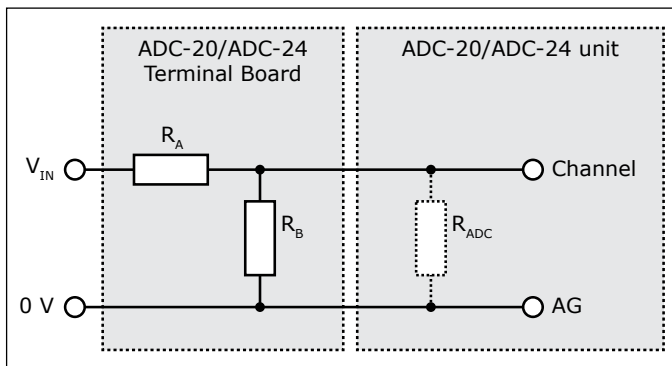 ADC-20/ADC-24
Terminal Board
ADC-20/ADC-24 unit
R_A
V_IN
Channel
R_B
R_ADC
0 V
AG